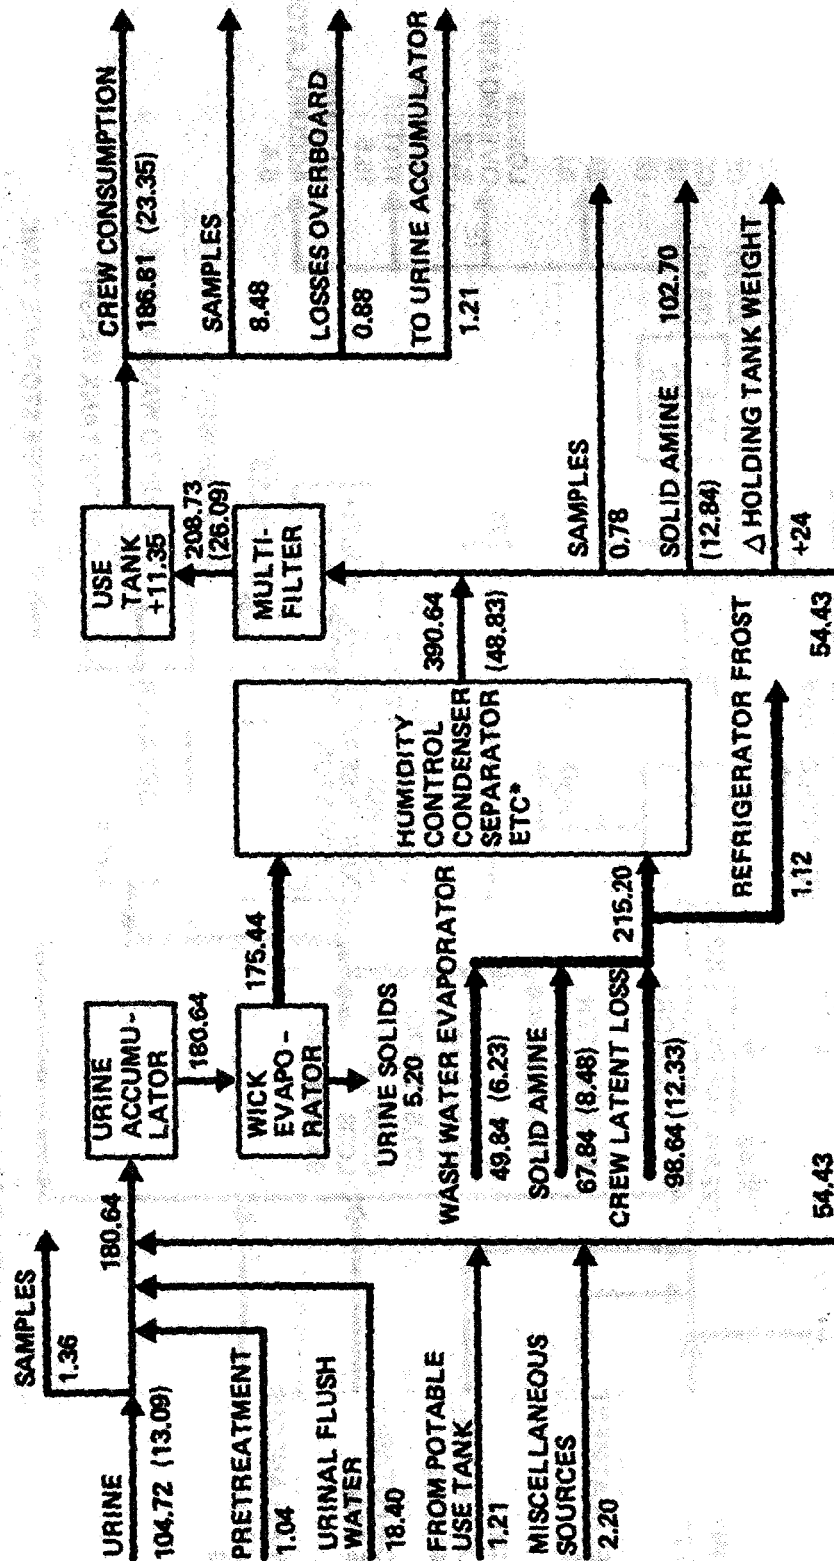 URINE
104.72 (13.09)
SAMPLES
1.36
PRETREATMENT
1.04
URINAL FLUSH
WATER
18.40
FROM POTABLE
USE TANK
1.21
MISCELLANEOUS
SOURCES
2.20
54.43
180.64
URINE
ACCUMU-
LATOR
180.64
WICK
EVAPO-
RATOR
URINE SOLIDS
5.20
175.44
WASH WATER EVAPORATOR
49.84 (6.23)
SOLID AMINE
67.84 (8.48)
CREW LATENT LOSS
98.64 (12.33)
215.20
REFRIGERATOR FROST
1.12
HUMIDITY
CONTROL
CONDENSER
SEPARATOR
ETC*
390.64
(48.83)
54.43
MULTI-
FILTER
208.73
(26.09)
USE
TANK
+11.35
SAMPLES
0.78
SOLID AMINE 102.70
(12.84)
Δ HOLDING TANK WEIGHT
+24
CREW CONSUMPTION
186.81 (23.35)
SAMPLES
8.48
LOSSES OVERBOARD
0.88
TO URINE ACCUMULATOR
1.21